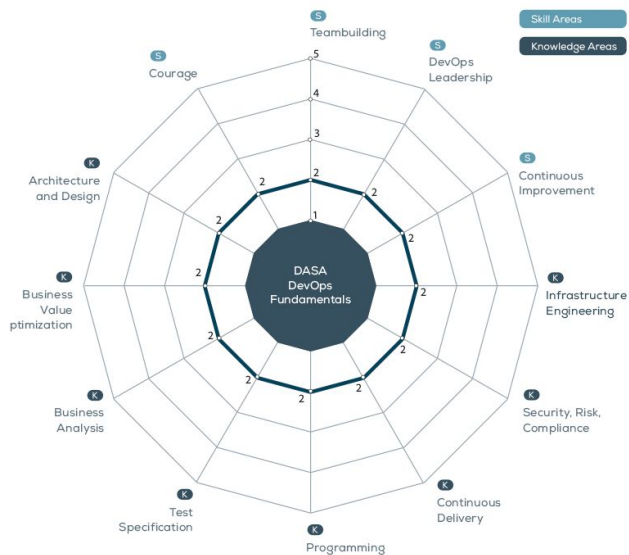 Skill Areas
Knowledge Areas
S
Teambuilding
S
DevOps
Leadership
S
Continuous
Improvement
K
Infrastructure
Engineering
K
Security, Risk,
Compliance
K
Continuous
Delivery
K
Programming
K
Test
Specification
K
Business
Analysis
K
Business
Value
ptimization
K
Architecture
and Design
S
Courage
5
4
3
2
1
2
2
2
2
2
2
2
2
2
2
2
DASA
DevOps
Fundamentals